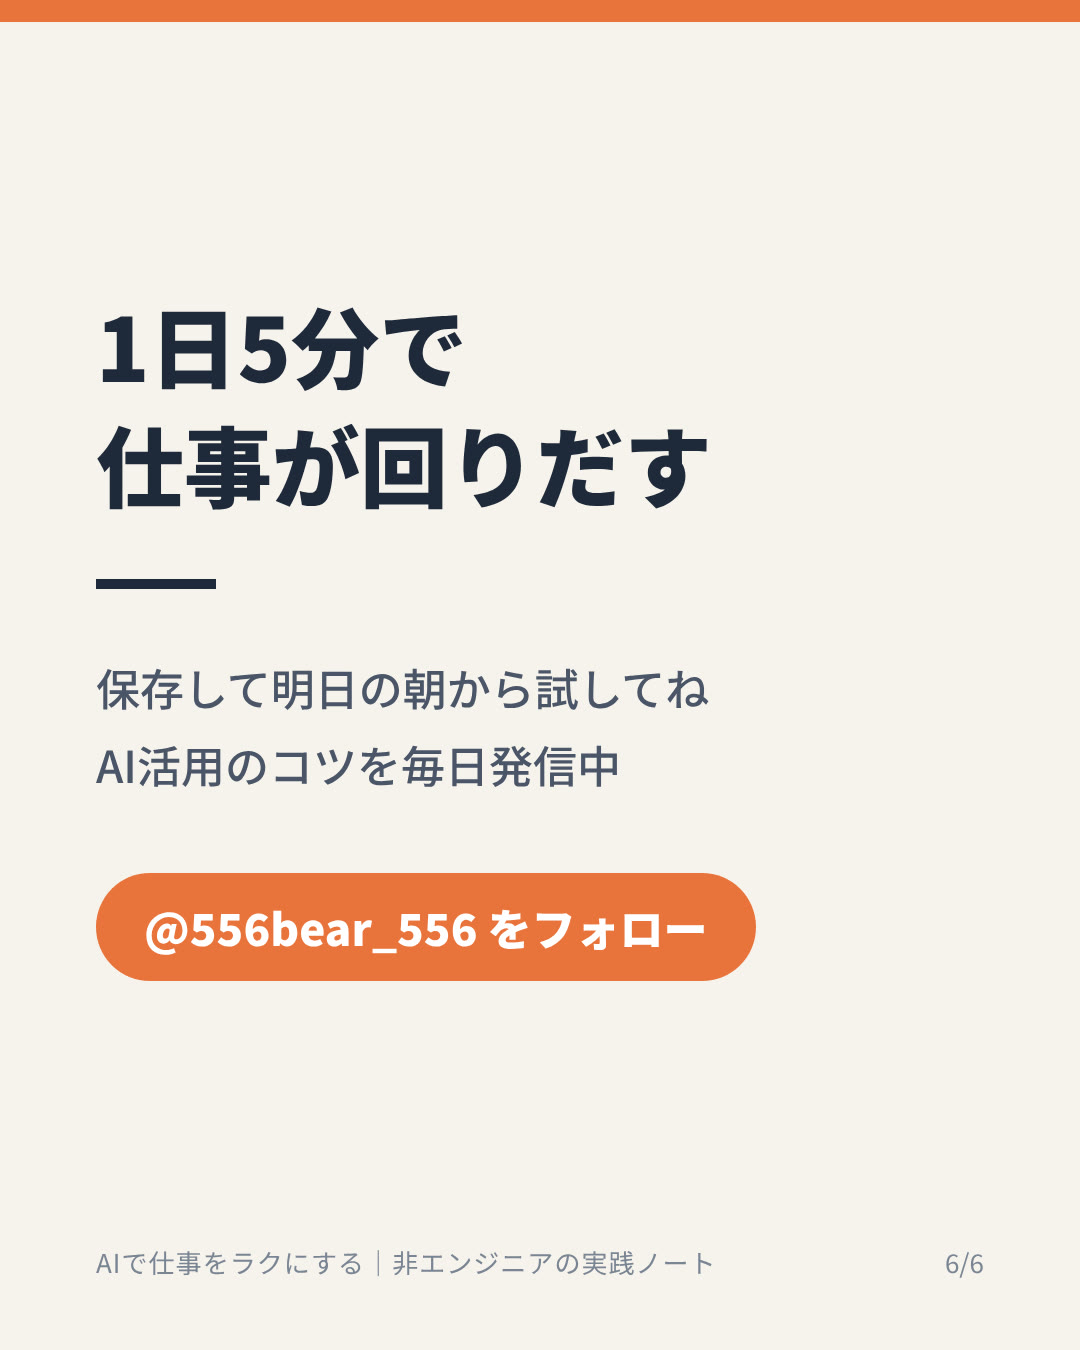 1日5分で
仕事が回りだす
保存して明日の朝から試してね
AI活用のコツを毎日発信中
@556bear_556 をフォロー
AIで仕事をラクにする｜非エンジニアの実践ノート
6/6